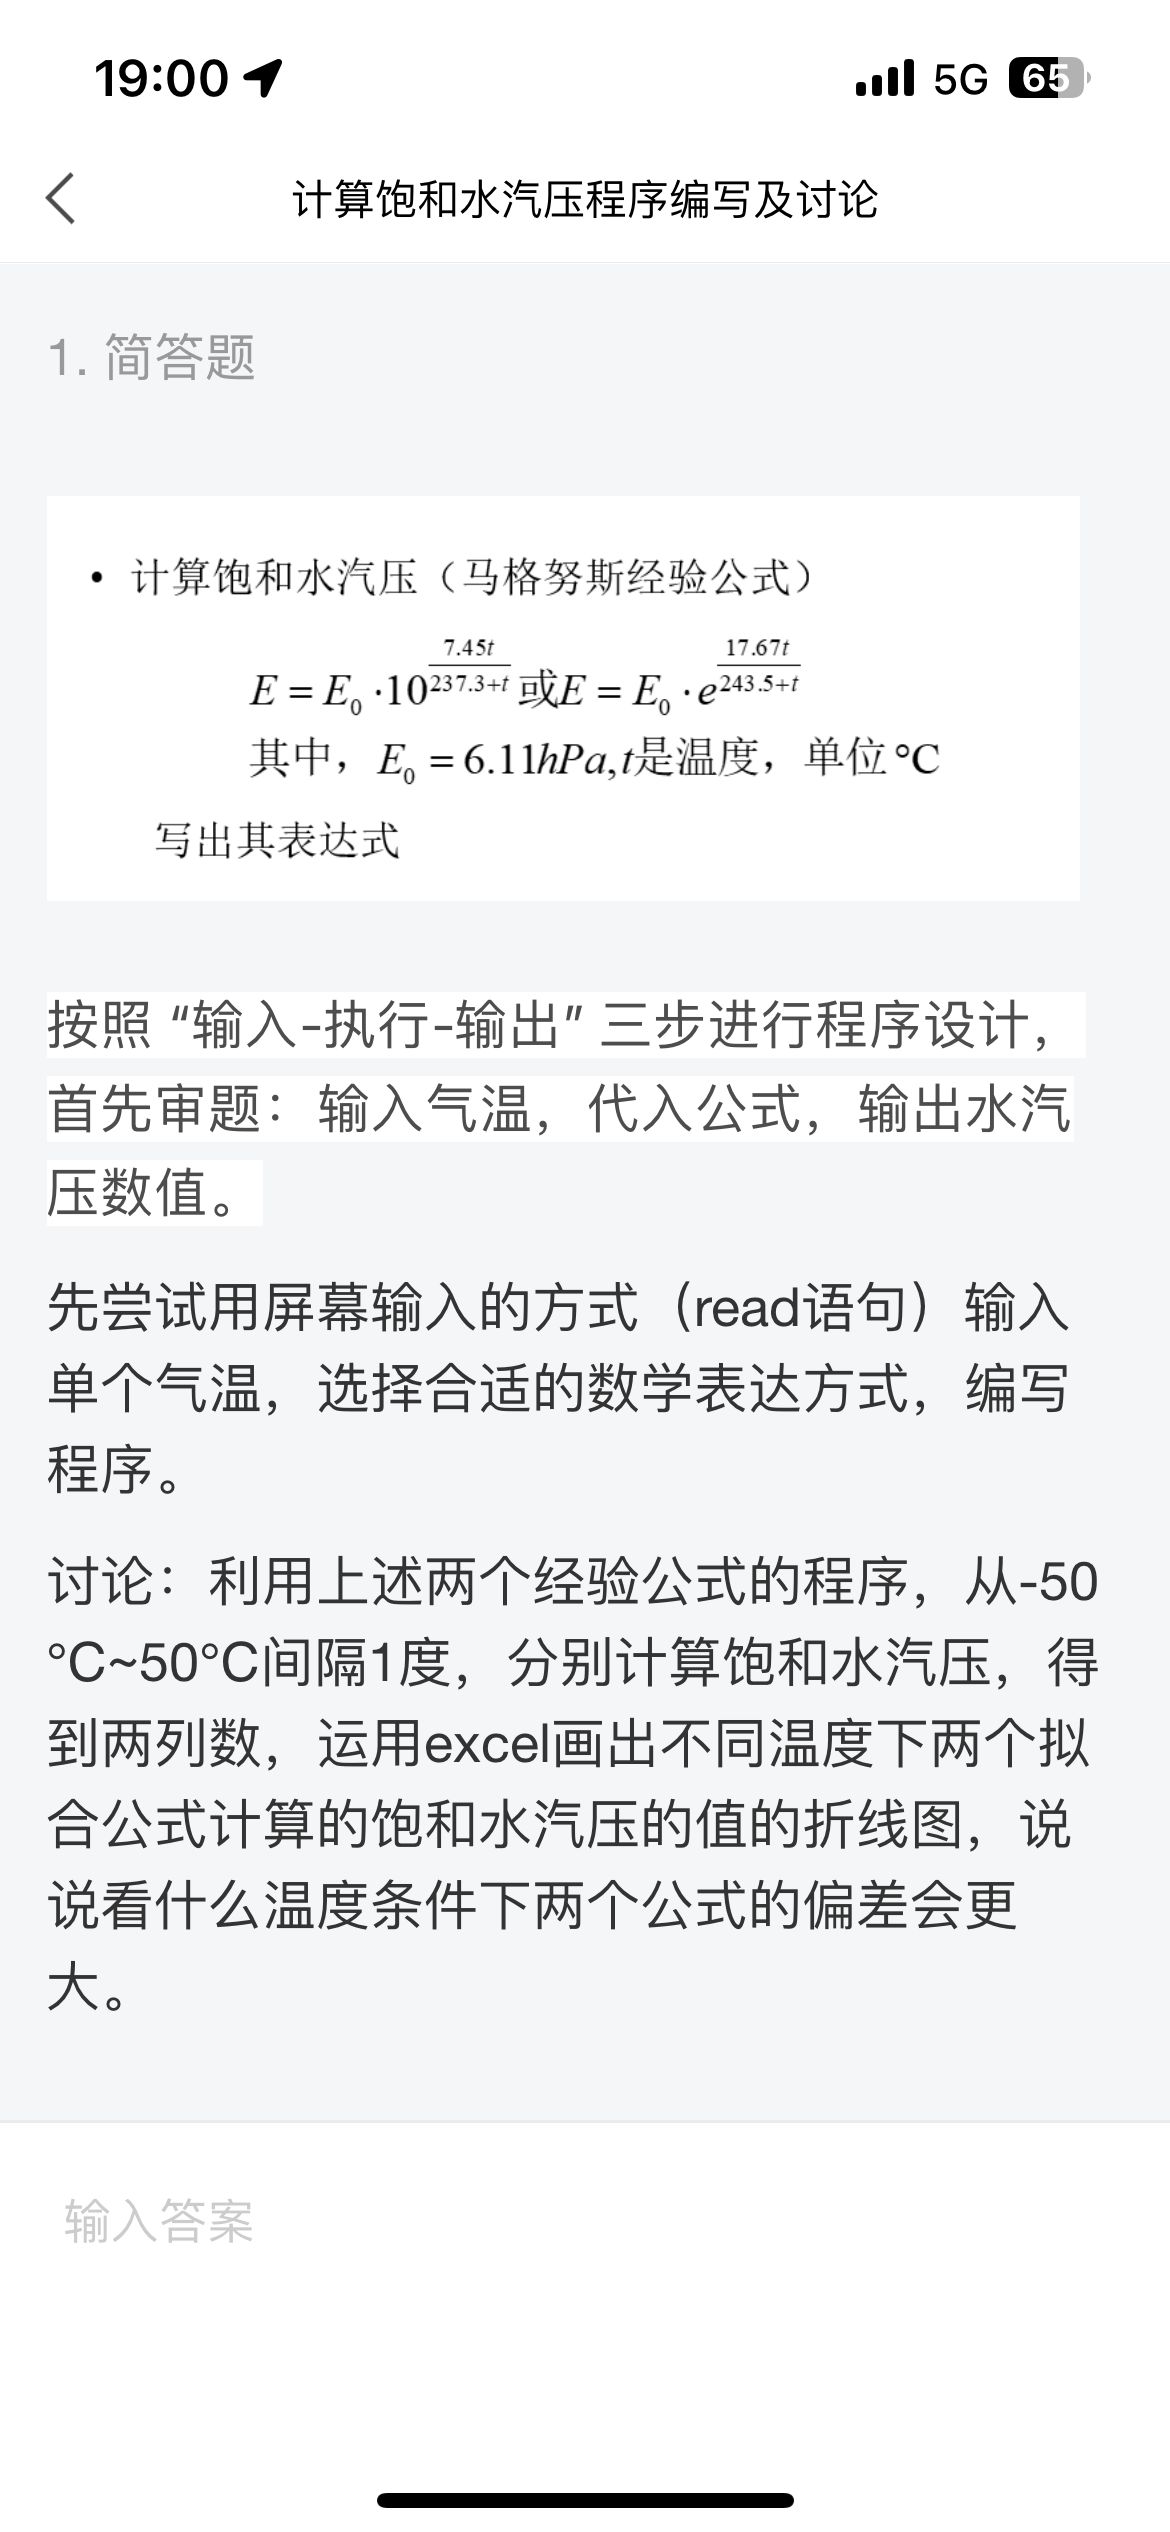 19:00
5G 65
计算饱和水汽压程序编写及讨论
1. 简答题
• 计算饱和水汽压（马格努斯经验公式）
E = E₀ ·10^(7.45t/(237.3+t)) 或E = E₀ ·e^(17.67t/(243.5+t))
其中，E₀ = 6.11hPa,t是温度，单位°C
写出其表达式
按照 “输入-执行-输出” 三步进行程序设计，
首先审题：输入气温，代入公式，输出水汽
压数值。
先尝试用屏幕输入的方式（read语句）输入
单个气温，选择合适的数学表达方式，编写
程序。
讨论：利用上述两个经验公式的程序，从-50
°C~50°C间隔1度，分别计算饱和水汽压，得
到两列数，运用excel画出不同温度下两个拟
合公式计算的饱和水汽压的值的折线图，说
说看什么温度条件下两个公式的偏差会更
大。
输入答案